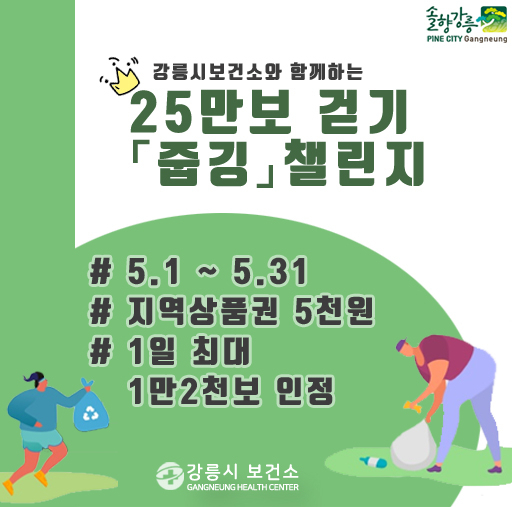 솔향강릉
PINE CITY Gangneung
강릉시보건소와 함께하는
25만보 걷기
「줍깅」챌린지
# 5.1 ~ 5.31
# 지역상품권 5천원
# 1일 최대
1만2천보 인정
강릉시 보건소
GANGNEUNG HEALTH CENTER